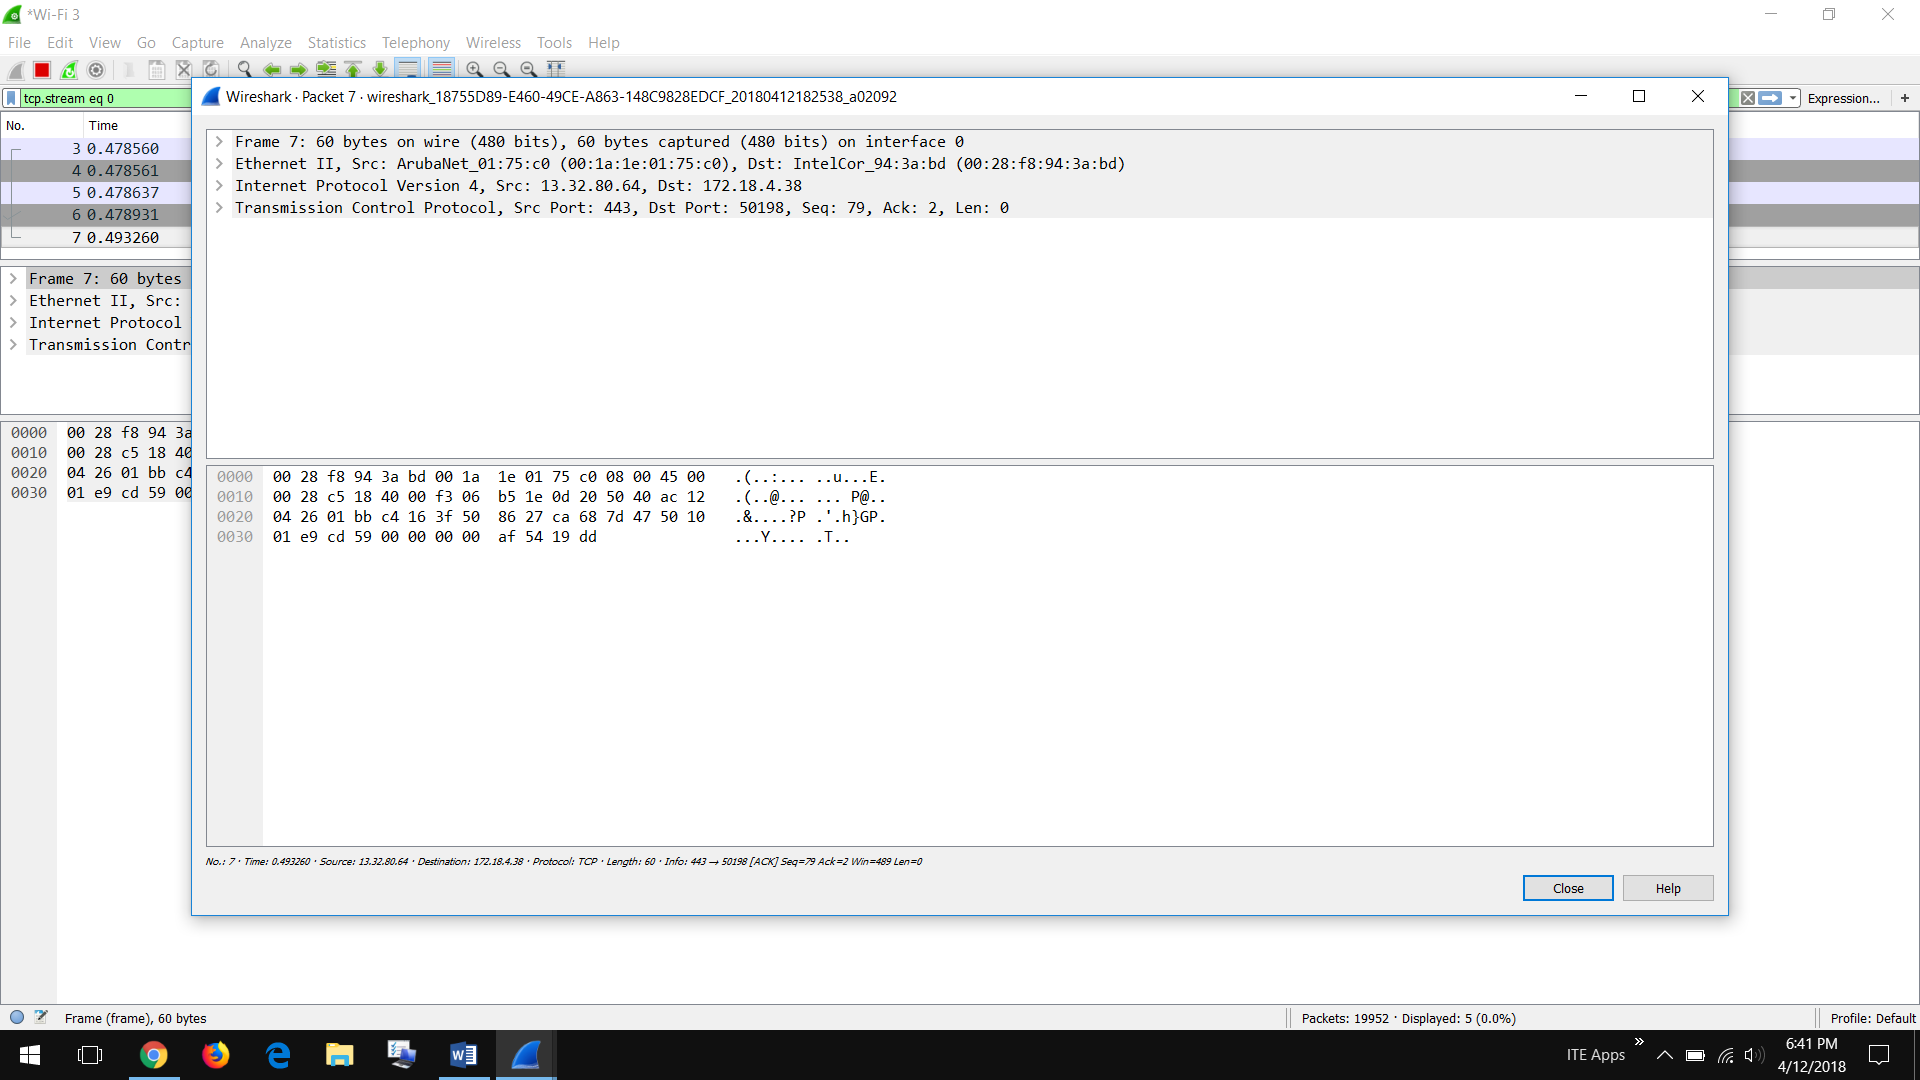 *Wi-Fi 3
File Edit View Go Capture Analyze Statistics Telephony Wireless Tools Help
tcp.stream eq 0
Expression... +
No. Time
3 0.478560
4 0.478561
5 0.478637
6 0.478931
7 0.493260
Frame 7: 60 bytes
Ethernet II, Src:
Internet Protocol
Transmission Contr
0000 00 28 f8 94 3a
0010 00 28 c5 18 40
0020 04 26 01 bb c4
0030 01 e9 cd 59 00
Wireshark · Packet 7 · wireshark_18755D89-E460-49CE-A863-148C9828EDCF_20180412182538_a02092
Frame 7: 60 bytes on wire (480 bits), 60 bytes captured (480 bits) on interface 0
Ethernet II, Src: ArubaNet_01:75:c0 (00:1a:1e:01:75:c0), Dst: IntelCor_94:3a:bd (00:28:f8:94:3a:bd)
Internet Protocol Version 4, Src: 13.32.80.64, Dst: 172.18.4.38
Transmission Control Protocol, Src Port: 443, Dst Port: 50198, Seq: 79, Ack: 2, Len: 0
0000 00 28 f8 94 3a bd 00 1a 1e 01 75 c0 08 00 45 00 .(..:... ..u...E.
0010 00 28 c5 18 40 00 f3 06 b5 1e 0d 20 50 40 ac 12 .(..@... ... P@..
0020 04 26 01 bb c4 16 3f 50 86 27 ca 68 7d 47 50 10 .&....?P .'.h}GP.
0030 01 e9 cd 59 00 00 00 00 af 54 19 dd ...Y.... .T..
No.: 7 · Time: 0.493260 · Source: 13.32.80.64 · Destination: 172.18.4.38 · Protocol: TCP · Length: 60 · Info: 443 → 50198 [ACK] Seq=79 Ack=2 Win=489 Len=0
Close Help
Frame (frame), 60 bytes
Packets: 19952 · Displayed: 5 (0.0%)
Profile: Default
ITE Apps
6:41 PM
4/12/2018